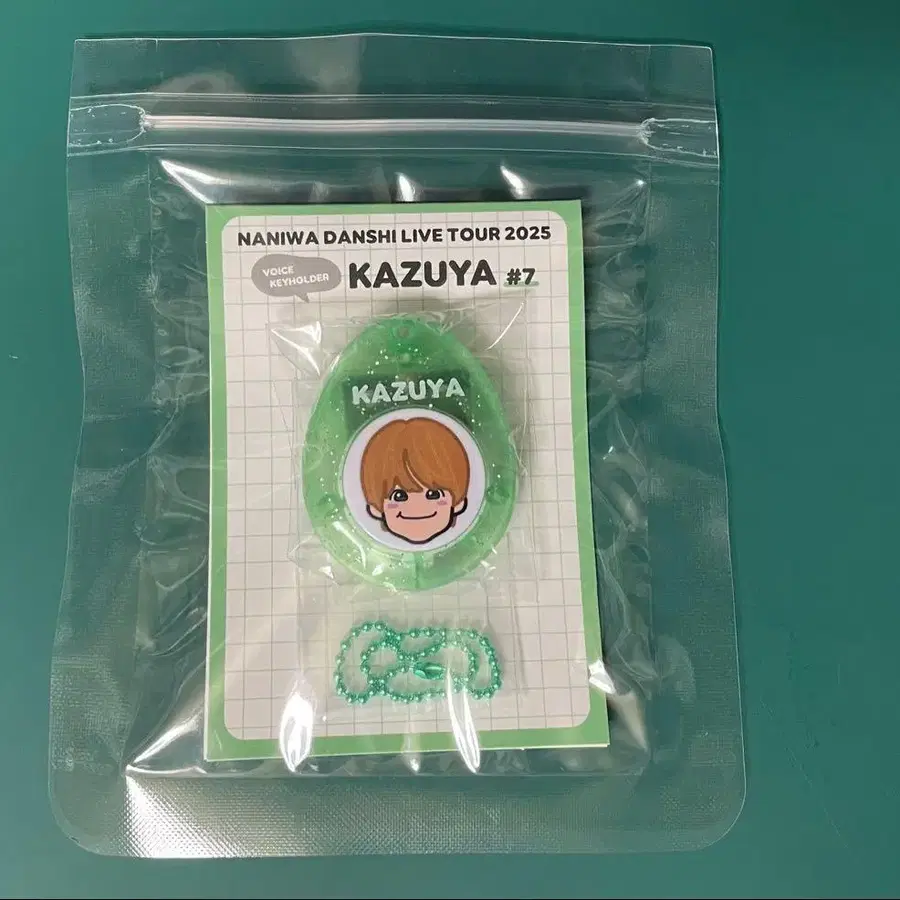 NANIWA DANSHI LIVE TOUR 2025
VOICE
KEYHOLDER
KAZUYA #7
KAZUYA